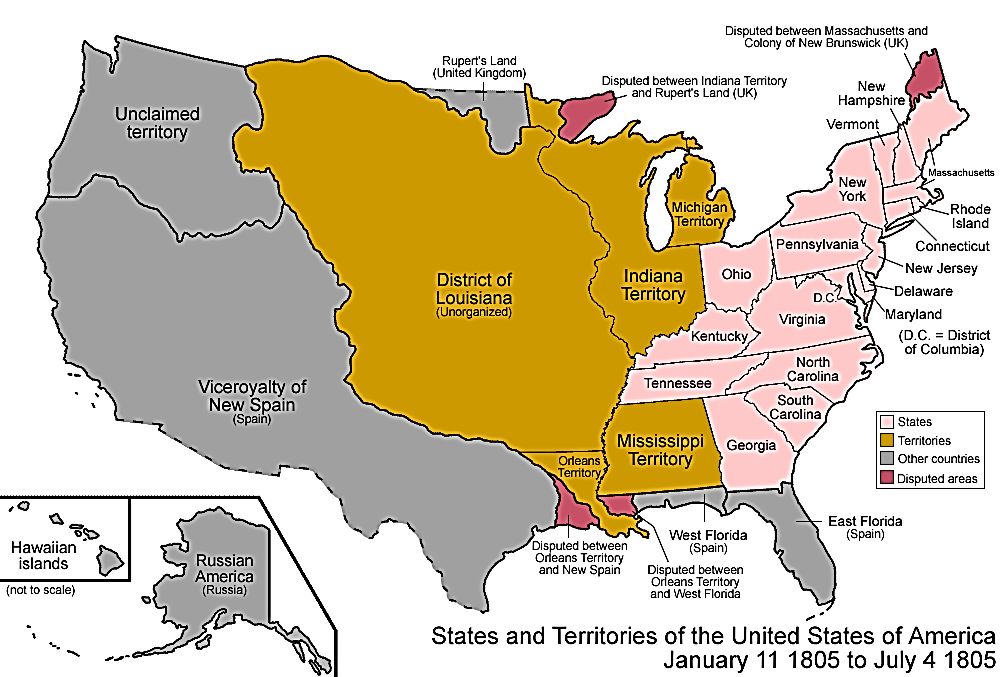 Disputed between Massachusetts and
Colony of New Brunswick (UK)
Rupert's Land
(United Kingdom)
Disputed between Indiana Territory
and Rupert's Land (UK)
New
Hampshire
Vermont
Unclaimed
territory
Massachusetts
New
York
Michigan
Territory
Rhode
Island
Connecticut
Pennsylvania
New Jersey
Ohio
Indiana
Territory
District of
Louisiana
(Unorganized)
Delaware
D.C.
Maryland
Virginia
(D.C. = District
of Columbia)
Kentucky
North
Carolina
Tennessee
Viceroyalty of
New Spain
(Spain)
South
Carolina
States
Territories
Other countries
Disputed areas
Mississippi
Territory
Georgia
Orleans
Territory
East Florida
(Spain)
West Florida
(Spain)
Disputed between
Orleans Territory
and New Spain
Disputed between
Orleans Territory
and West Florida
Hawaiian
islands
(not to scale)
Russian
America
(Russia)
States and Territories of the United States of America
January 11 1805 to July 4 1805